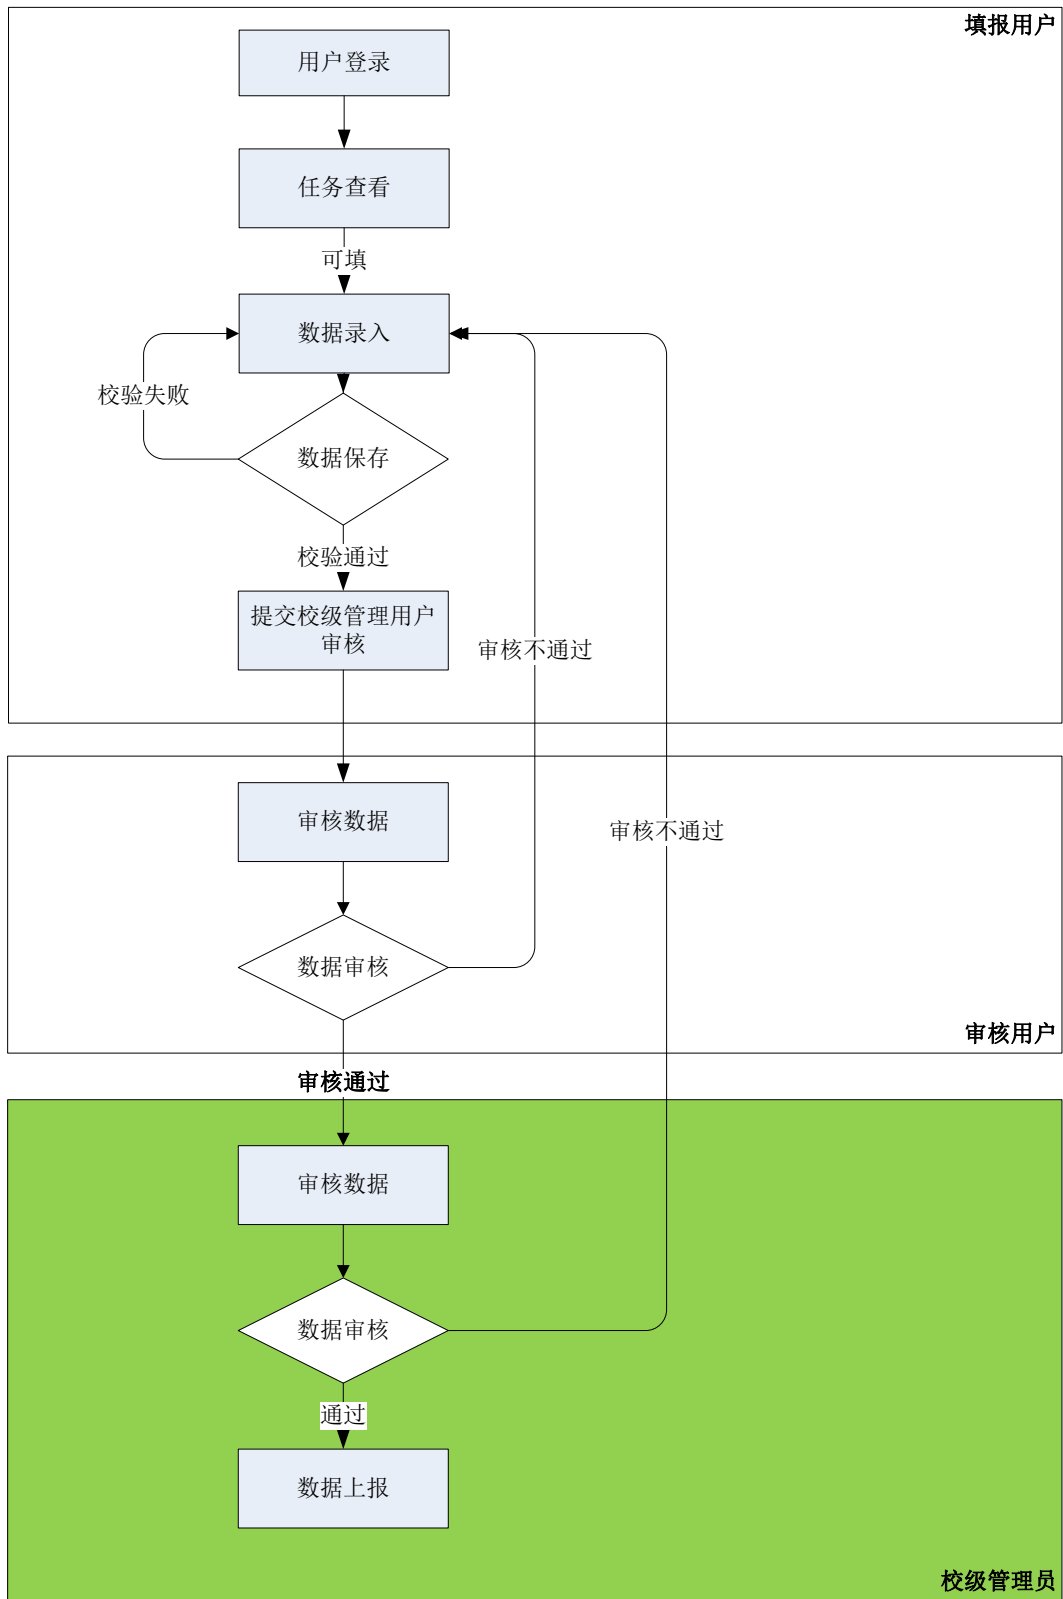 填报用户
用户登录
任务查看
可填
数据录入
校验失败
数据保存
校验通过
提交校级管理用户
审核
审核不通过
审核数据
审核不通过
数据审核
审核用户
审核通过
审核数据
数据审核
通过
数据上报
校级管理员